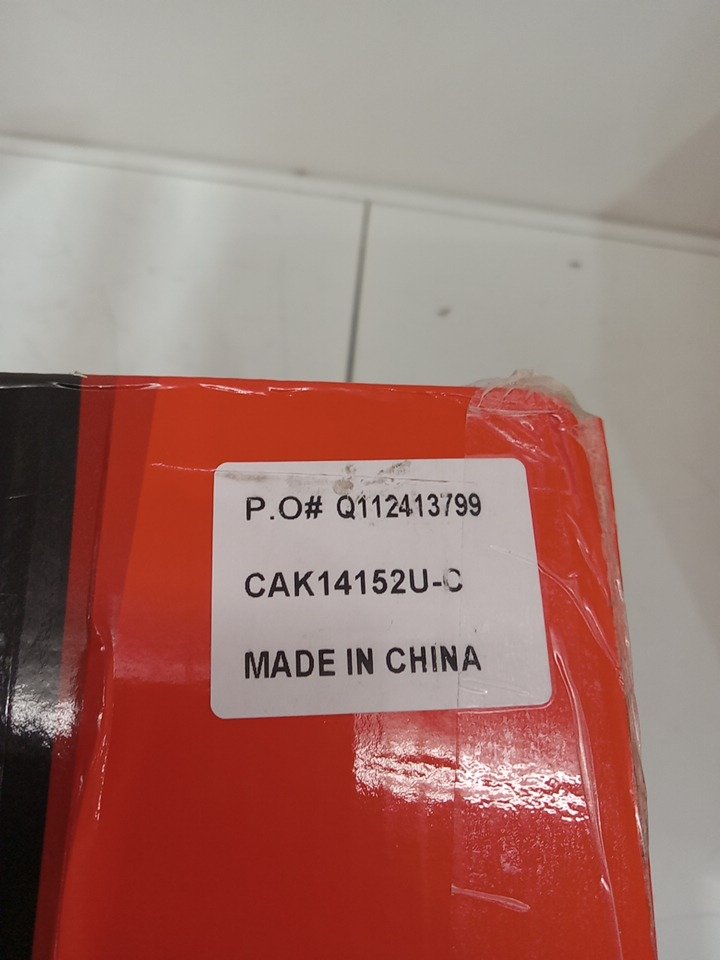 P.O# Q112413799
CAK14152U-C
MADE IN CHINA